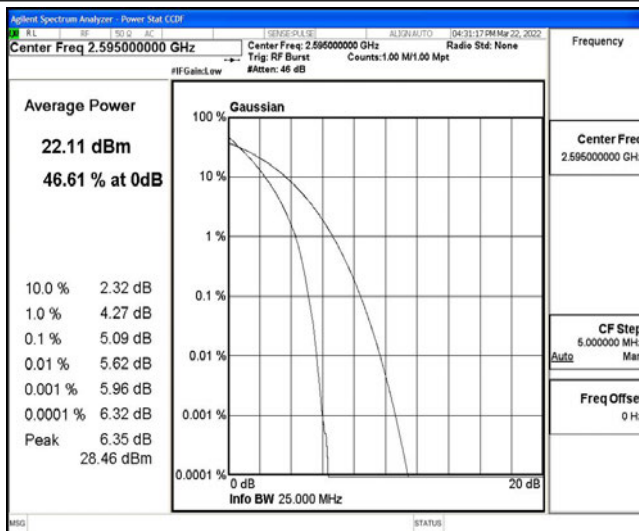 Agilent Spectrum Analyzer - Power Stat CCDF
RL RF 50 Ω AC SENSE:PULSE ALIGNAUTO 04:31:17 PM Mar 22, 2022
Center Freq 2.595000000 GHz
Center Freq: 2.595000000 GHz Radio Std: None
Trig: RF Burst Counts:1.00 M/1.00 Mpt
#IFGain:Low #Atten: 46 dB
Frequency
Average Power
22.11 dBm
46.61 % at 0dB
10.0 % 2.32 dB
1.0 % 4.27 dB
0.1 % 5.09 dB
0.01 % 5.62 dB
0.001 % 5.96 dB
0.0001 % 6.32 dB
Peak 6.35 dB
28.46 dBm
Gaussian
100 %
10 %
1 %
0.1 %
0.01 %
0.001 %
0.0001 %
0 dB 20 dB
Info BW 25.000 MHz
Center Freq
2.595000000 GHz
CF Step
5.000000 MHz
Auto Man
Freq Offset
0 Hz
MSG STATUS